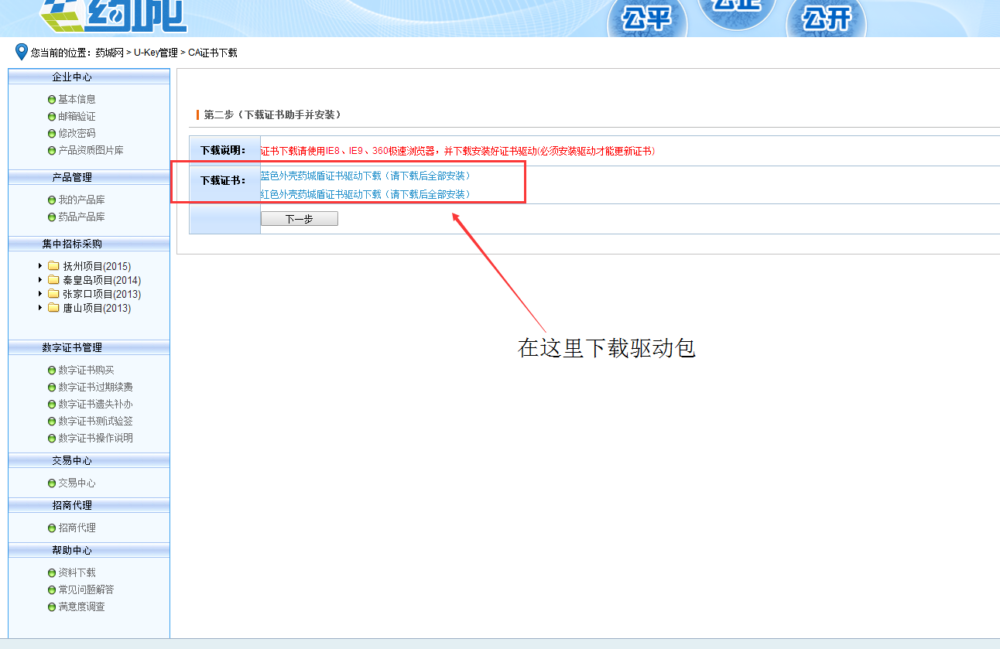 药城
公平
公正
公开
您当前的位置：药城网 > U-Key管理 > CA证书下载
企业中心
基本信息
邮箱验证
修改密码
产品资质图片库
产品管理
我的产品库
药品产品库
集中招标采购
抚州项目(2015)
秦皇岛项目(2014)
张家口项目(2013)
唐山项目(2013)
数字证书管理
数字证书购买
数字证书过期续费
数字证书遗失补办
数字证书测试验签
数字证书操作说明
交易中心
交易中心
招商代理
招商代理
帮助中心
资料下载
常见问题解答
满意度调查
第二步（下载证书助手并安装）
下载说明：
证书下载请使用IE8、IE9、360极速浏览器，并下载安装好证书驱动(必须安装驱动才能更新证书)
下载证书：
蓝色外壳药城盾证书驱动下载（请下载后全部安装）
红色外壳药城盾证书驱动下载（请下载后全部安装）
下一步
在这里下载驱动包